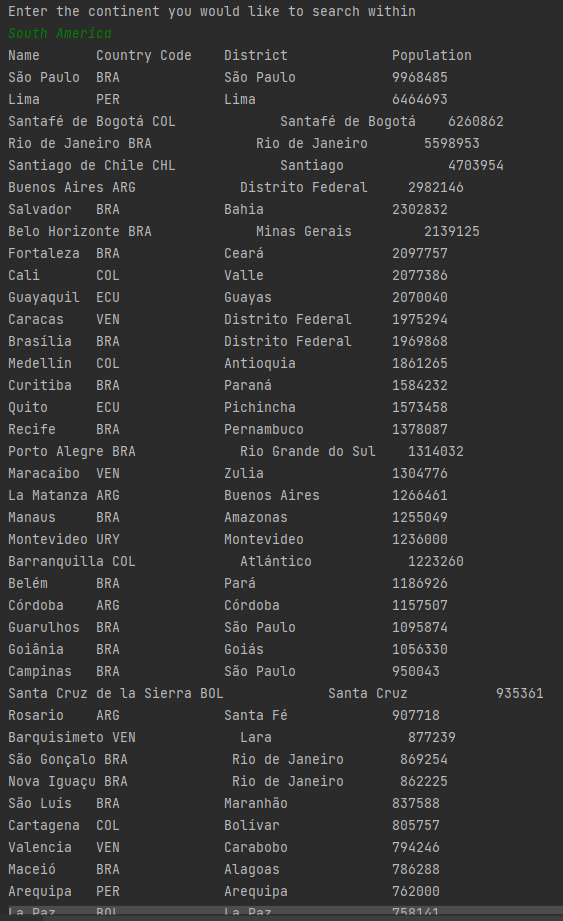 Enter the continent you would like to search within
South America
Name       Country Code    District             Population
São Paulo  BRA             São Paulo            9968485
Lima       PER             Lima                 6464693
Santafé de Bogotá COL             Santafé de Bogotá    6260862
Rio de Janeiro BRA             Rio de Janeiro       5598953
Santiago de Chile CHL             Santiago             4703954
Buenos Aires ARG             Distrito Federal     2982146
Salvador   BRA             Bahia                2302832
Belo Horizonte BRA             Minas Gerais         2139125
Fortaleza  BRA             Ceará                2097757
Cali       COL             Valle                2077386
Guayaquil  ECU             Guayas               2070040
Caracas    VEN             Distrito Federal     1975294
Brasília   BRA             Distrito Federal     1969868
Medellín   COL             Antioquia            1861265
Curitiba   BRA             Paraná               1584232
Quito      ECU             Pichincha            1573458
Recife     BRA             Pernambuco           1378087
Porto Alegre BRA             Rio Grande do Sul    1314032
Maracaíbo  VEN             Zulia                1304776
La Matanza ARG             Buenos Aires         1266461
Manaus     BRA             Amazonas             1255049
Montevideo URY             Montevideo           1236000
Barranquilla COL             Atlántico            1223260
Belém      BRA             Pará                 1186926
Córdoba    ARG             Córdoba              1157507
Guarulhos  BRA             São Paulo            1095874
Goiânia    BRA             Goiás                1056330
Campinas   BRA             São Paulo            950043
Santa Cruz de la Sierra BOL             Santa Cruz           935361
Rosario    ARG             Santa Fé             907718
Barquisimeto VEN             Lara                 877239
São Gonçalo BRA             Rio de Janeiro       869254
Nova Iguaçu BRA             Rio de Janeiro       862225
São Luís   BRA             Maranhão             837588
Cartagena  COL             Bolívar              805757
Valencia   VEN             Carabobo             794246
Maceió     BRA             Alagoas              786288
Arequipa   PER             Arequipa             762000
La Paz     BOL             La Paz               758141